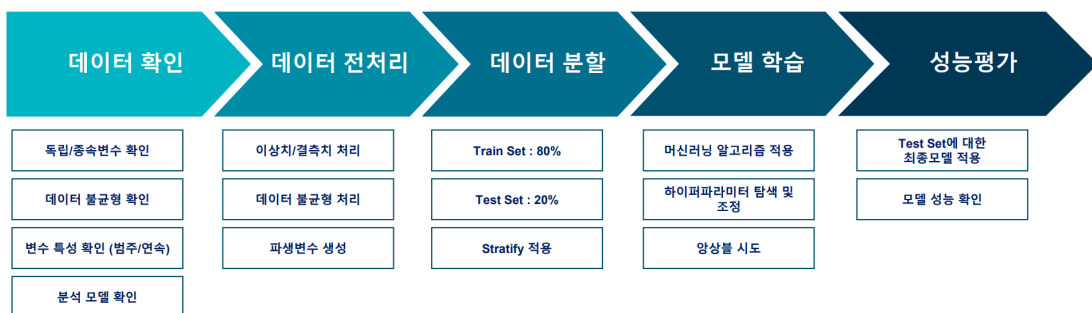 데이터 확인
데이터 전처리
데이터 분할
모델 학습
성능평가
독립/종속변수 확인
데이터 불균형 확인
변수 특성 확인 (범주/연속)
분석 모델 확인
이상치/결측치 처리
데이터 불균형 처리
파생변수 생성
Train Set : 80%
Test Set : 20%
Stratify 적용
머신러닝 알고리즘 적용
하이퍼파라미터 탐색 및
조정
앙상블 시도
Test Set에 대한
최종모델 적용
모델 성능 확인